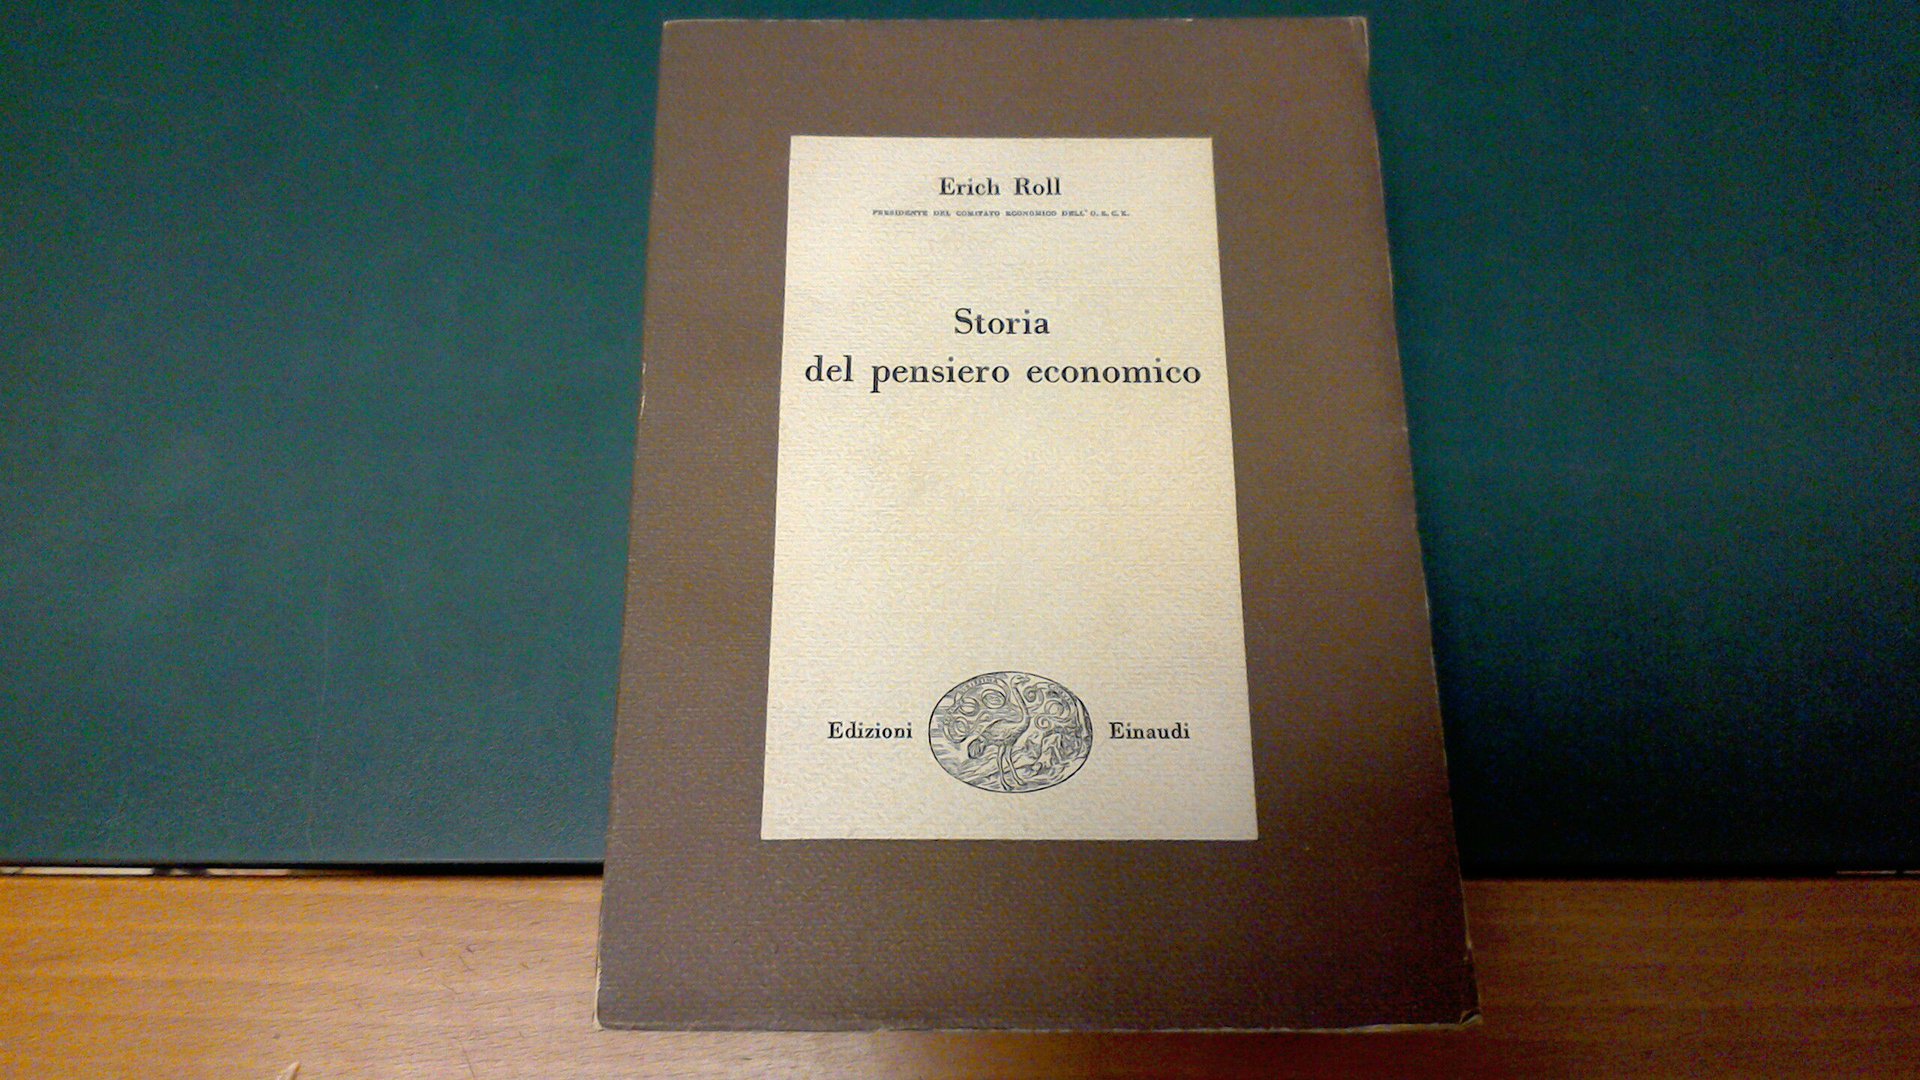 Erich Roll
PRESIDENTE DEL COMITATO ECONOMICO DELL'O.E.C.E.
Storia
del pensiero economico
Edizioni Einaudi